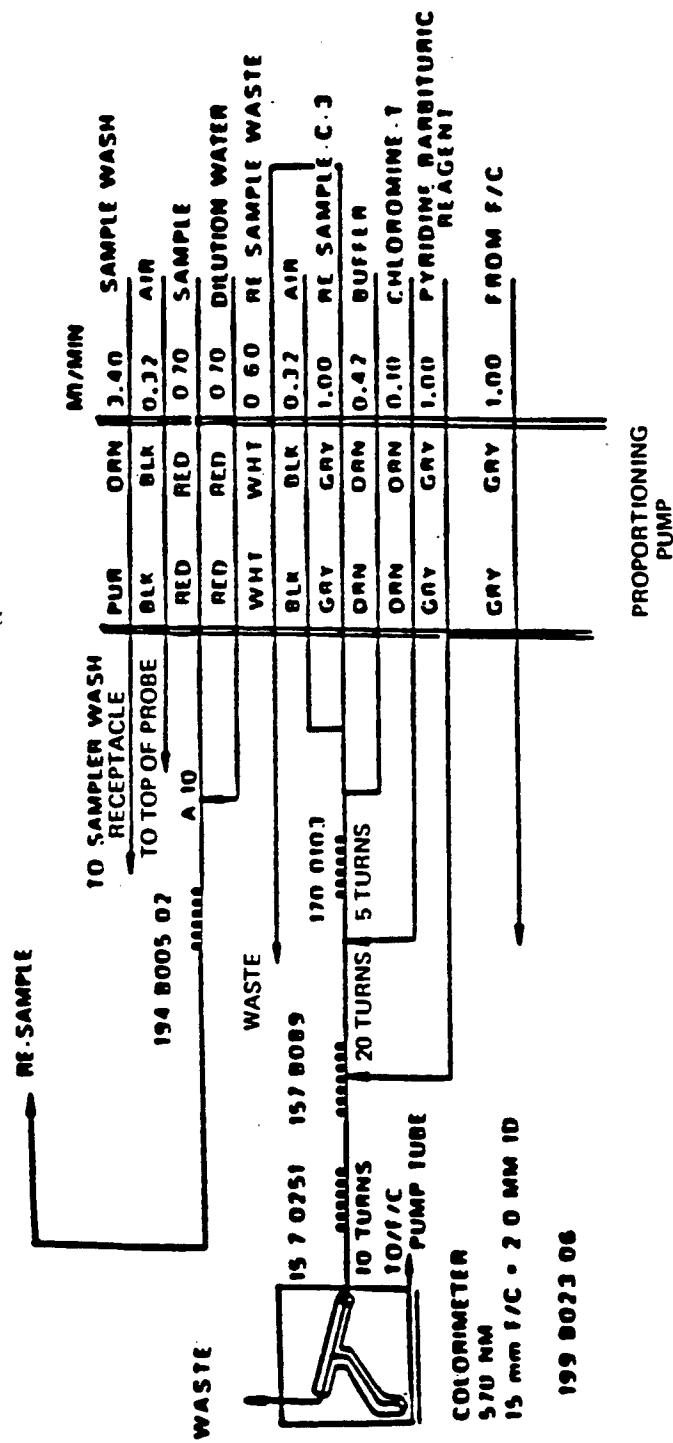 Ml/MIN
PUR ORN 3.40 SAMPLE WASH
BLK BLK 0.32 AIR
RED RED 0 70 SAMPLE
RED RED 0 70 DILUTION WATER
WHT WHT 0 60 RE SAMPLE WASTE
BLK BLK 0.32 AIR
GRY GRY 1.00 RE SAMPLE C-3
ORN ORN 0.42 BUFFER
ORN ORN 0.10 CHLOROMINE-T
GRY GRY 1.00 PYRIDINE BARBITURIC
REAGENT
GRY GRY 1.00 FROM F/C
PROPORTIONING
PUMP
TO SAMPLER WASH
RECEPTACLE
TO TOP OF PROBE
A 10
RE-SAMPLE
194 B005 02
WASTE
15 7 0251 157 B089 170 0103
10 TURNS 20 TURNS 5 TURNS
TO/F/C
PUMP TUBE
WASTE
COLORIMETER
570 NM
15 mm F/C • 2 0 MM ID
199 B023 06